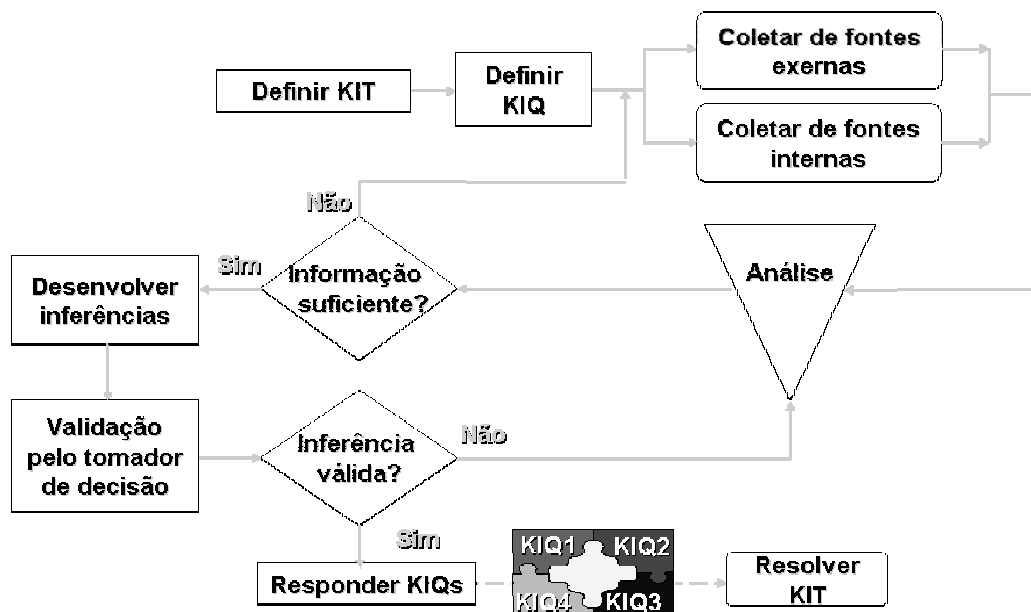 Definir KIT
Definir
KIQ
Coletar de fontes
exernas
Coletar de fontes
internas
Não
Sim
Informação
suficiente?
Análise
Desenvolver
inferências
Validação
pelo tomador
de decisão
Inferência
válida?
Não
Sim
Responder KIQs
KIQ1
KIQ2
KIQ4
KIQ3
Resolver
KIT